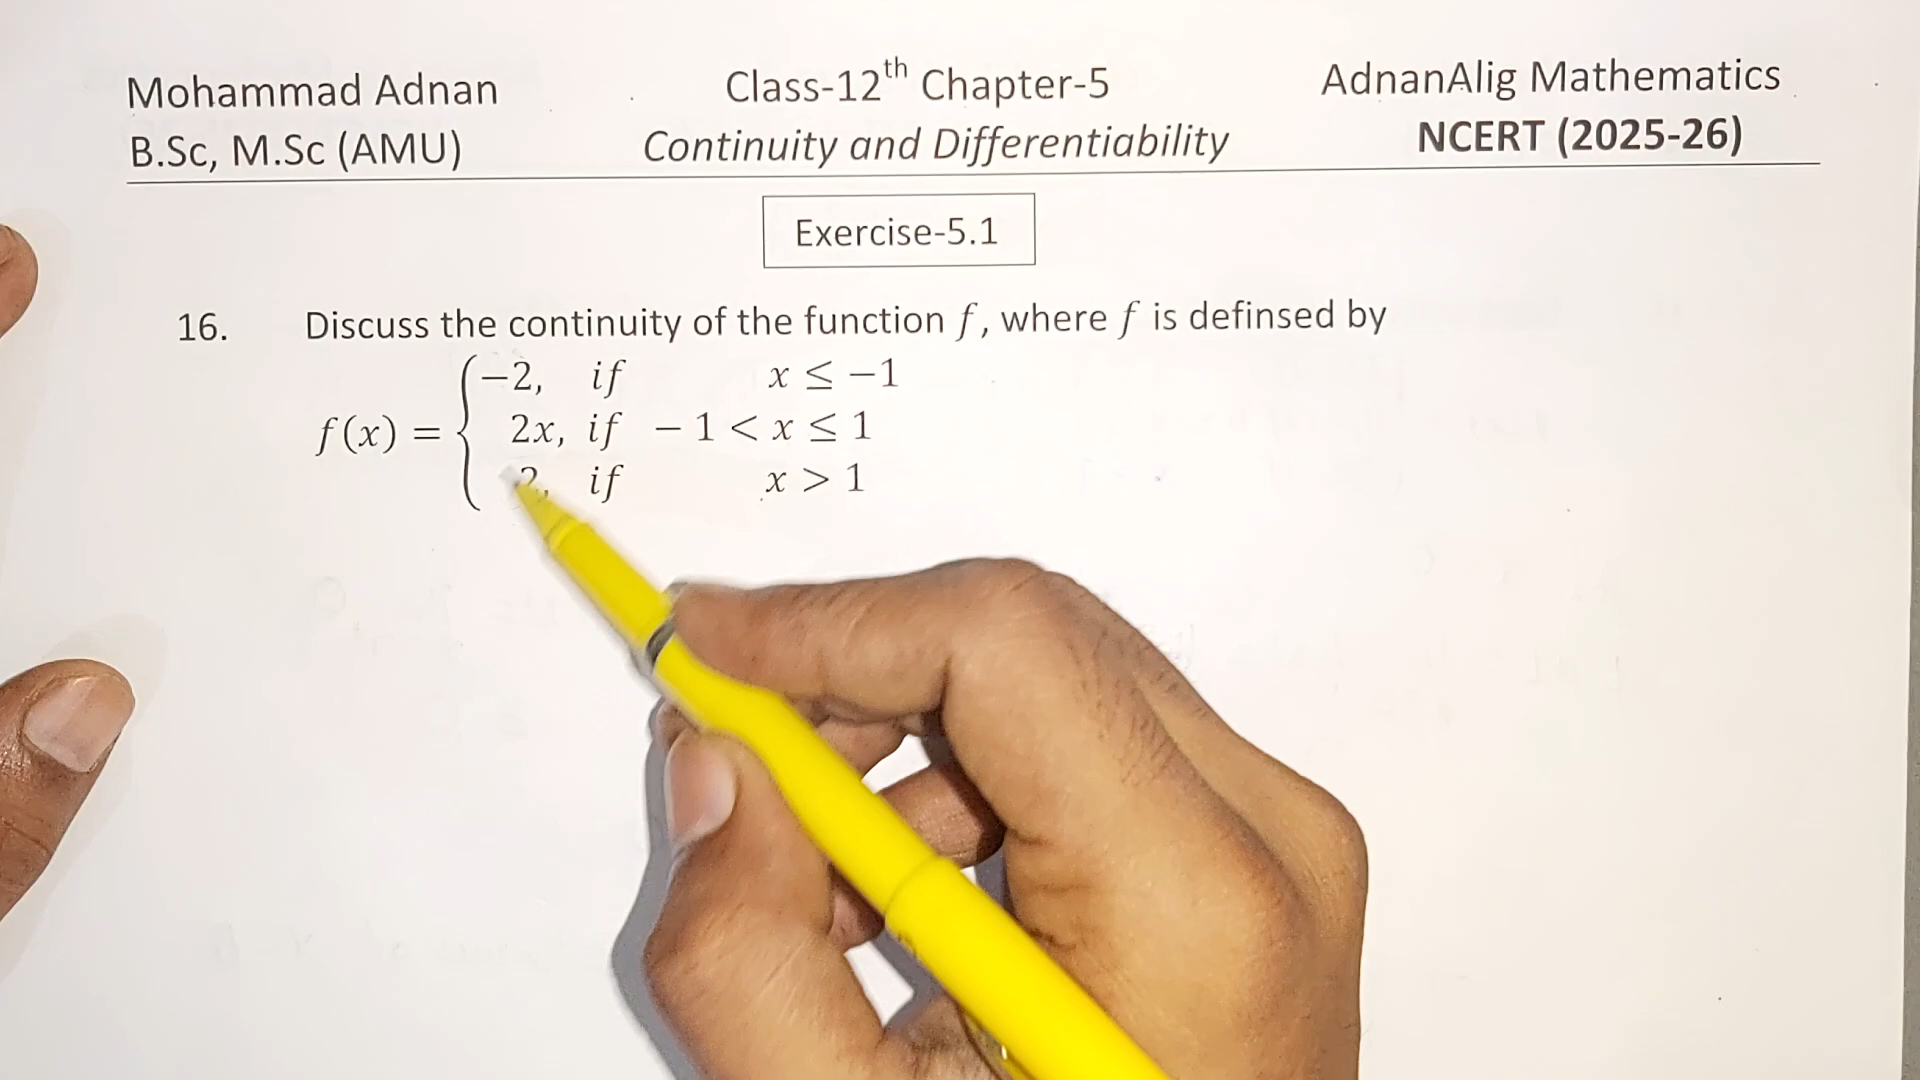 Mohammad Adnan Class-12th Chapter-5 AdnanAlig Mathematics
B.Sc, M.Sc (AMU) Continuity and Differentiability NCERT (2025-26)
Exercise-5.1
16. Discuss the continuity of the function f, where f is definsed by
−2, if x ≤ −1
f(x) = { 2x, if − 1 < x ≤ 1
2, if x > 1